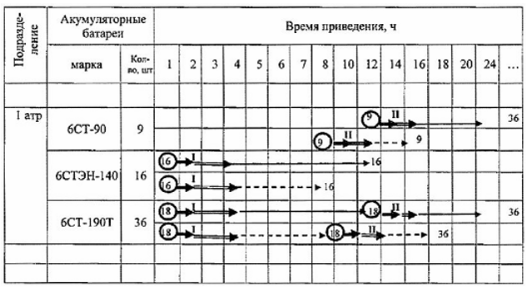 Подразде-
ление
Акумуляторные
батареи
Время приведения, ч
марка
Кол-
во, шт
1 2 3 4 5 6 7 8 10 12 14 16 18 20 24 ...
I атр
6СТ-90 9
9 II 36
9 II 9
6СТЭН-140 16
16 I 16
16 I 16
6СТ-190Т 36
18 I 18 II 36
18 I 18 II 36